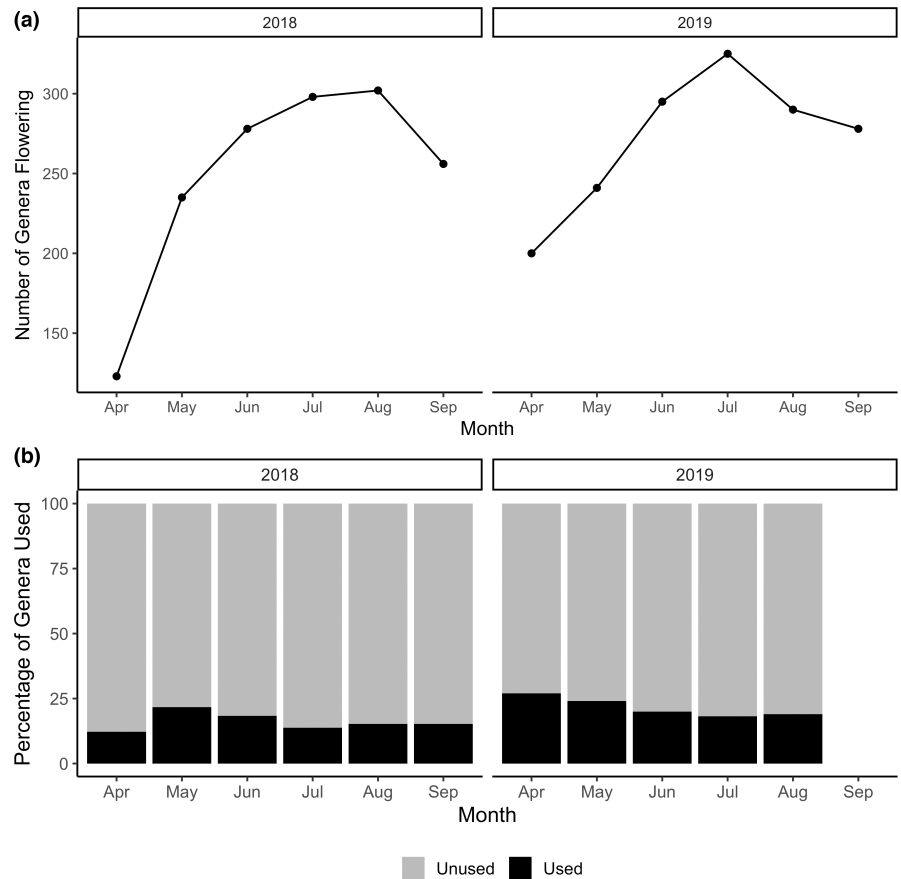 (a)
2018 2019
Number of Genera Flowering
300
250
200
150
Apr May Jun Jul Aug Sep Apr May Jun Jul Aug Sep
Month
(b)
2018 2019
Percentage of Genera Used
100
75
50
25
0
Apr May Jun Jul Aug Sep Apr May Jun Jul Aug Sep
Month
Unused Used